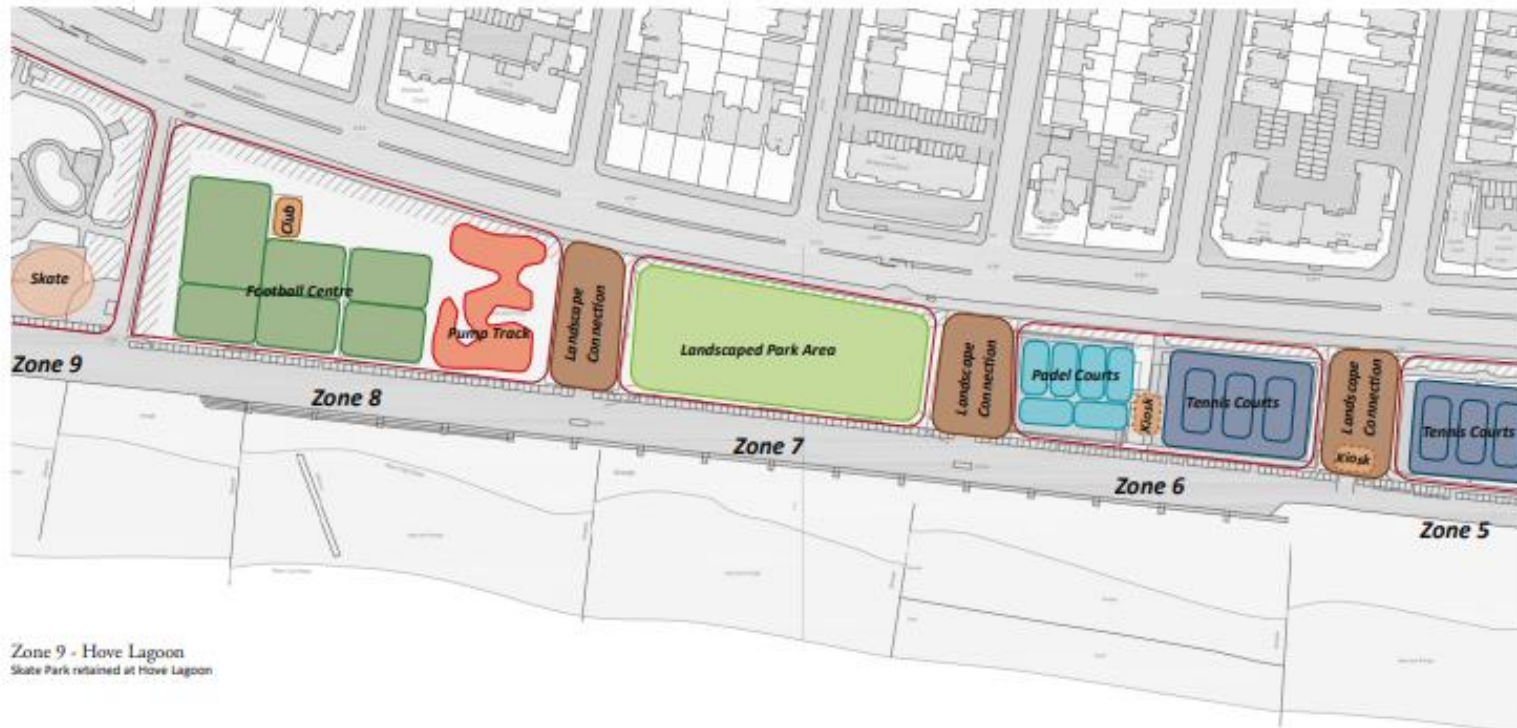 Club
Skate
Football Centre
Pump Track
Landscape
Connection
Landscaped Park Area
Landscape
Connection
Padel Courts
Kiosk
Tennis Courts
Landscape
Connection
Kiosk
Tennis Courts
Zone 9
Zone 8
Zone 7
Zone 6
Zone 5
Zone 9 - Hove Lagoon
Skate Park retained at Hove Lagoon